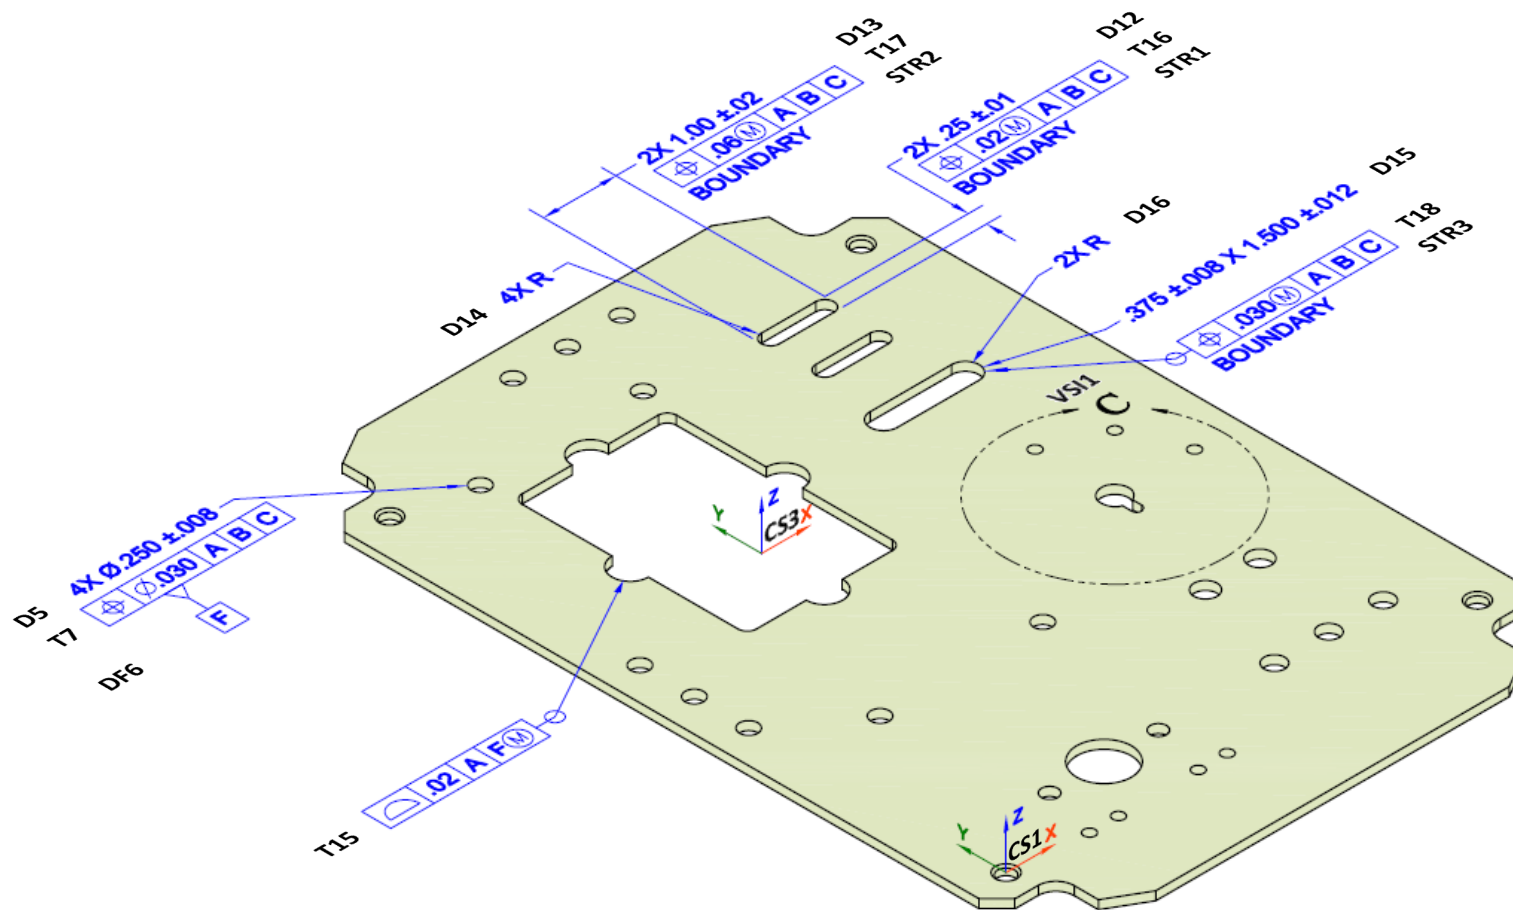 D13
T17
STR2
2X 1.00 ±.02
⌖ .06Ⓜ A B C
BOUNDARY
D12
T16
STR1
2X .25 ±.01
⌖ .02Ⓜ A B C
BOUNDARY
D15
.375 ±.008 X 1.500 ±.012
T18
STR3
⌖ .030Ⓜ A B C
BOUNDARY
D16
2X R
D14
4X R
VSI1
C
Z
Y
CS3
X
4X Ø.250 ±.008
⌖ Ø.030 A B C
F
D5
T7
DF6
T15
⌓ .02 A FⓂ
Z
Y
CS1
X